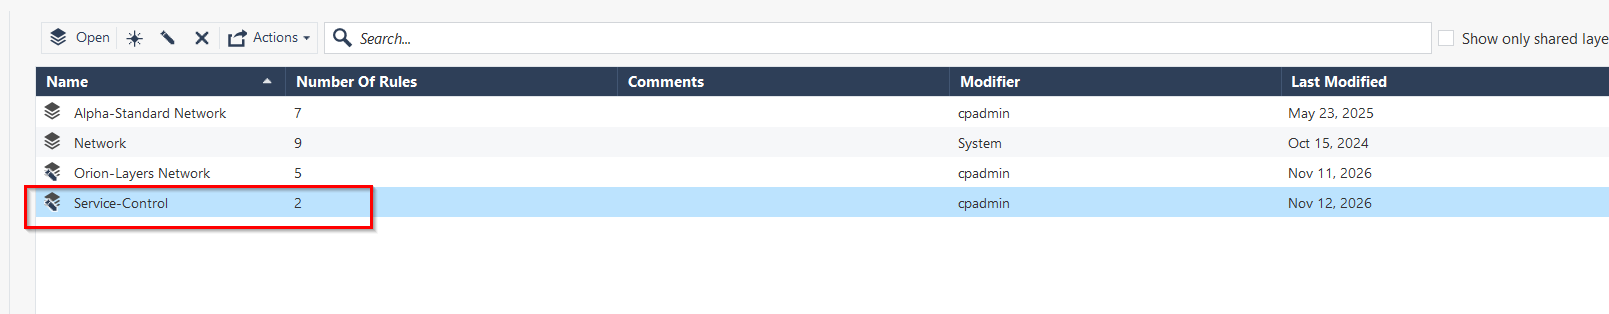 Open Actions Search... Show only shared laye
Name Number Of Rules Comments Modifier Last Modified
Alpha-Standard Network 7 cpadmin May 23, 2025
Network 9 System Oct 15, 2024
Orion-Layers Network 5 cpadmin Nov 11, 2026
Service-Control 2 cpadmin Nov 12, 2026